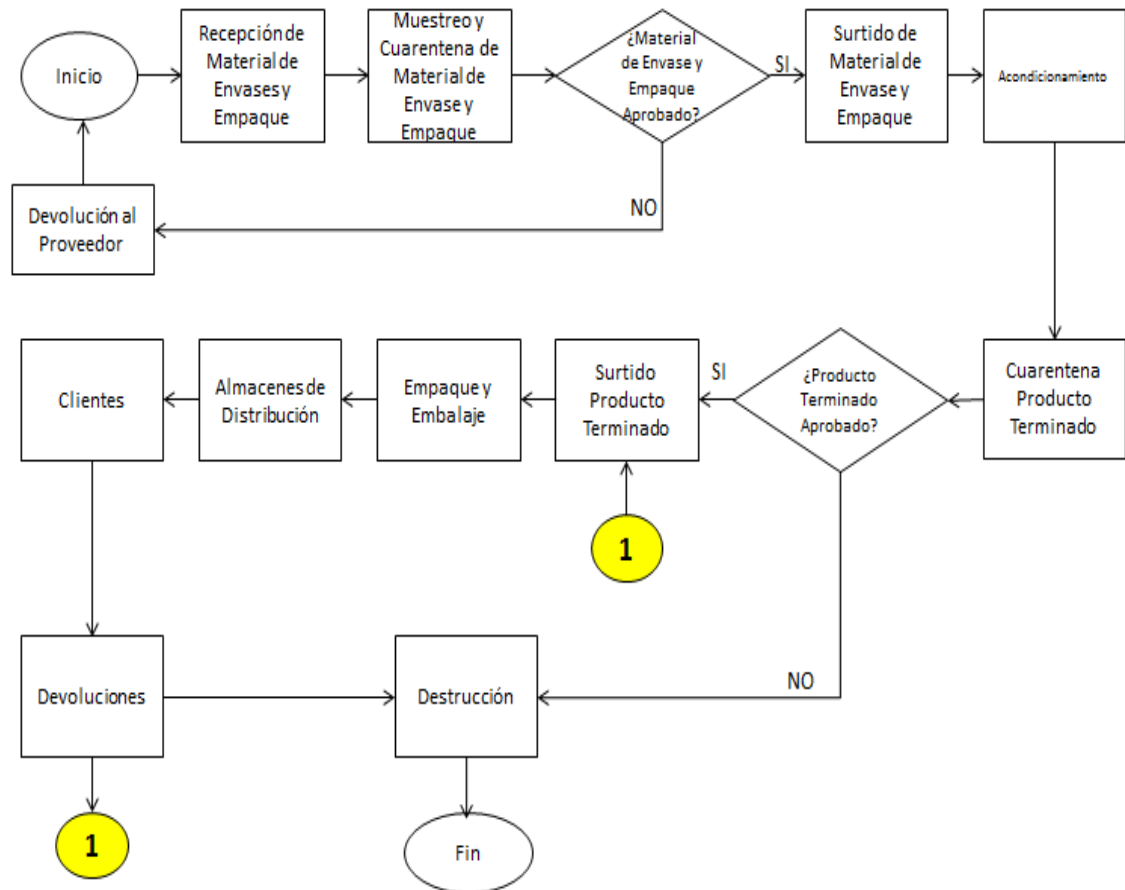 Inicio
Recepción de
Material de
Envases y
Empaque
Muestreo y
Cuarentena de
Material de
Envase y
Empaque
¿Material
de Envase y
Empaque
Aprobado?
SI
Surtido de
Material de
Envase y
Empaque
Acondicionamiento
NO
Devolución al
Proveedor
Clientes
Almacenes de
Distribución
Empaque y
Embalaje
Surtido
Producto
Terminado
SI
¿Producto
Terminado
Aprobado?
Cuarentena
Producto
Terminado
1
Devoluciones
Destrucción
NO
1
Fin